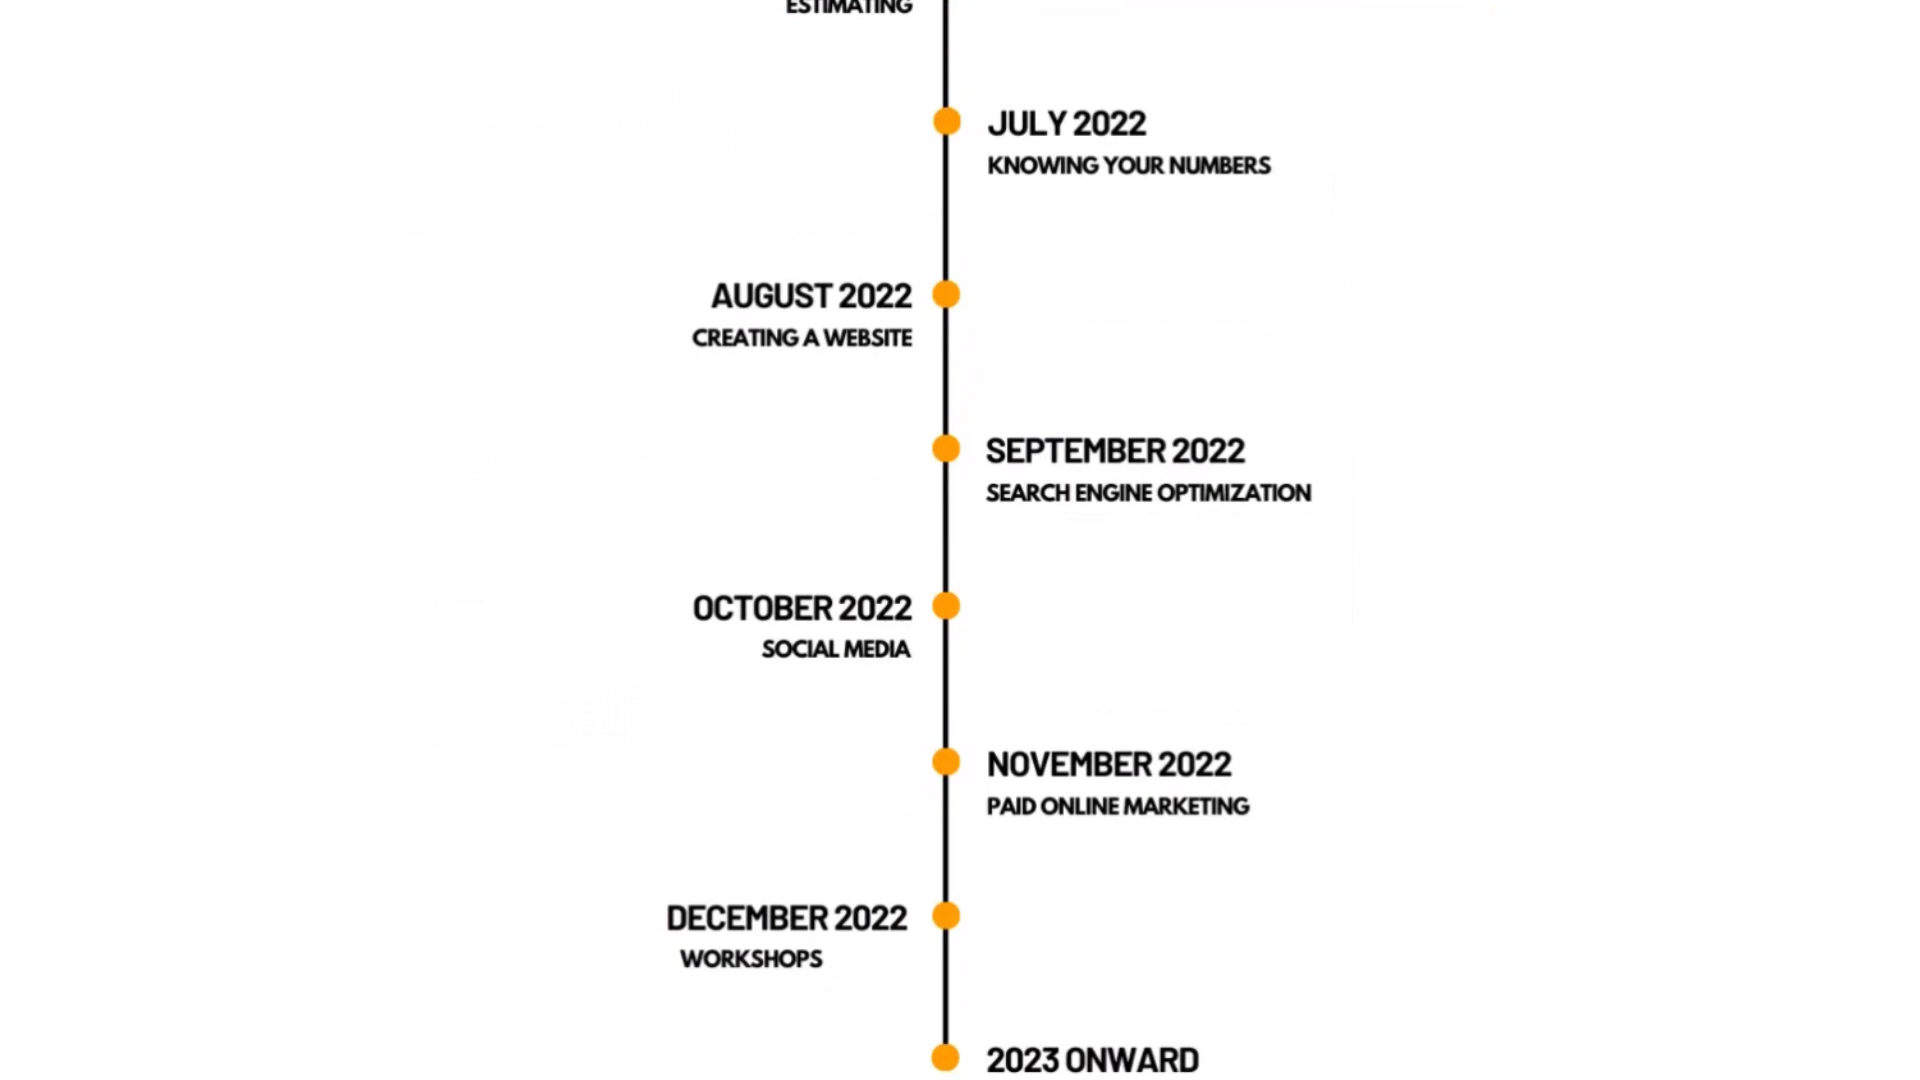 ESTIMATING
JULY 2022
KNOWING YOUR NUMBERS
AUGUST 2022
CREATING A WEBSITE
SEPTEMBER 2022
SEARCH ENGINE OPTIMIZATION
OCTOBER 2022
SOCIAL MEDIA
NOVEMBER 2022
PAID ONLINE MARKETING
DECEMBER 2022
WORKSHOPS
2023 ONWARD